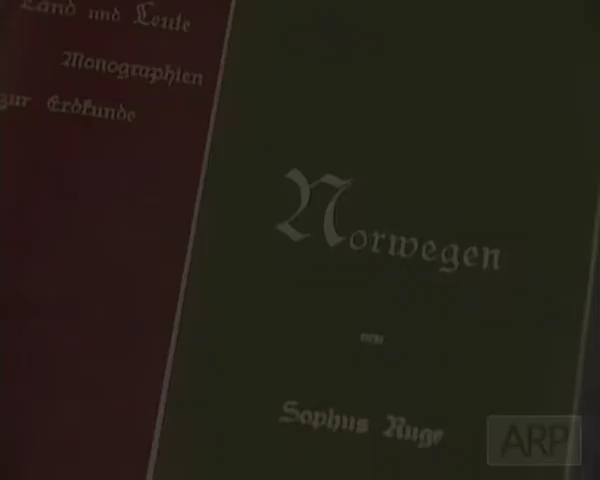 Land und Leute
Monographien
zur Erdkunde
Norwegen
von
Sophus Ruge
ARP